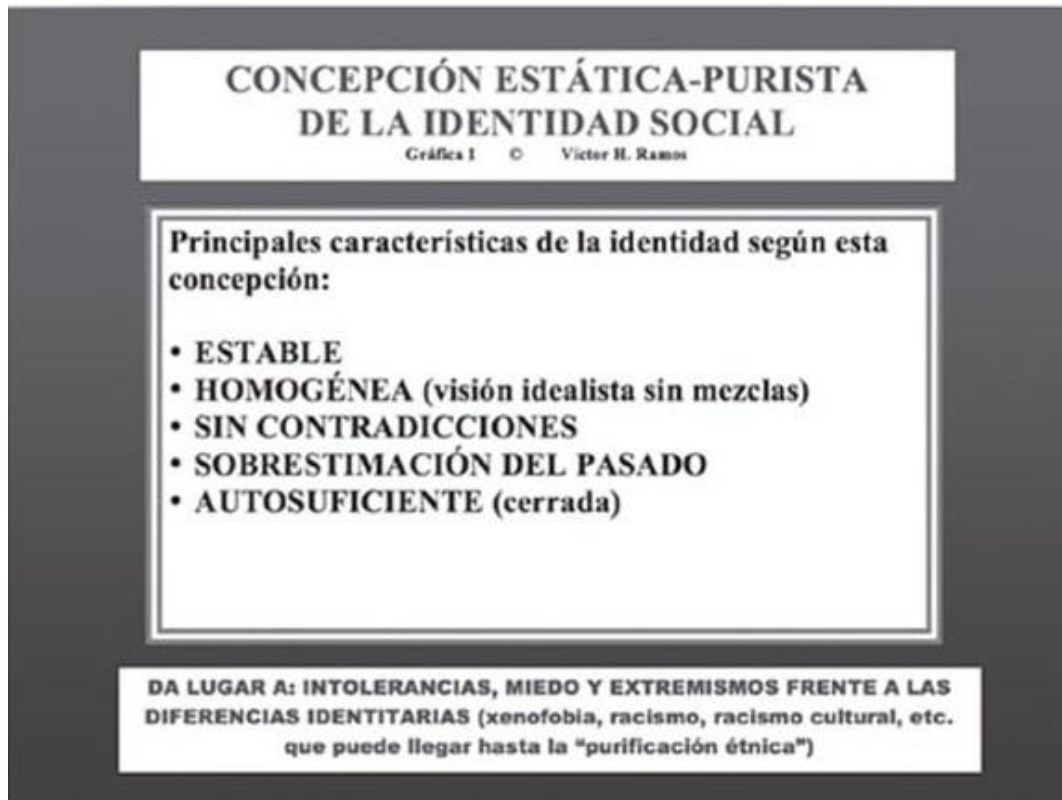 CONCEPCIÓN ESTÁTICA-PURISTA
DE LA IDENTIDAD SOCIAL
Gráfica 1 © Victor H. Ramos
Principales características de la identidad según esta
concepción:
• ESTABLE
• HOMOGÉNEA (visión idealista sin mezclas)
• SIN CONTRADICCIONES
• SOBRESTIMACIÓN DEL PASADO
• AUTOSUFICIENTE (cerrada)
DA LUGAR A: INTOLERANCIAS, MIEDO Y EXTREMISMOS FRENTE A LAS
DIFERENCIAS IDENTITARIAS (xenofobia, racismo, racismo cultural, etc.
que puede llegar hasta la “purificación étnica”)